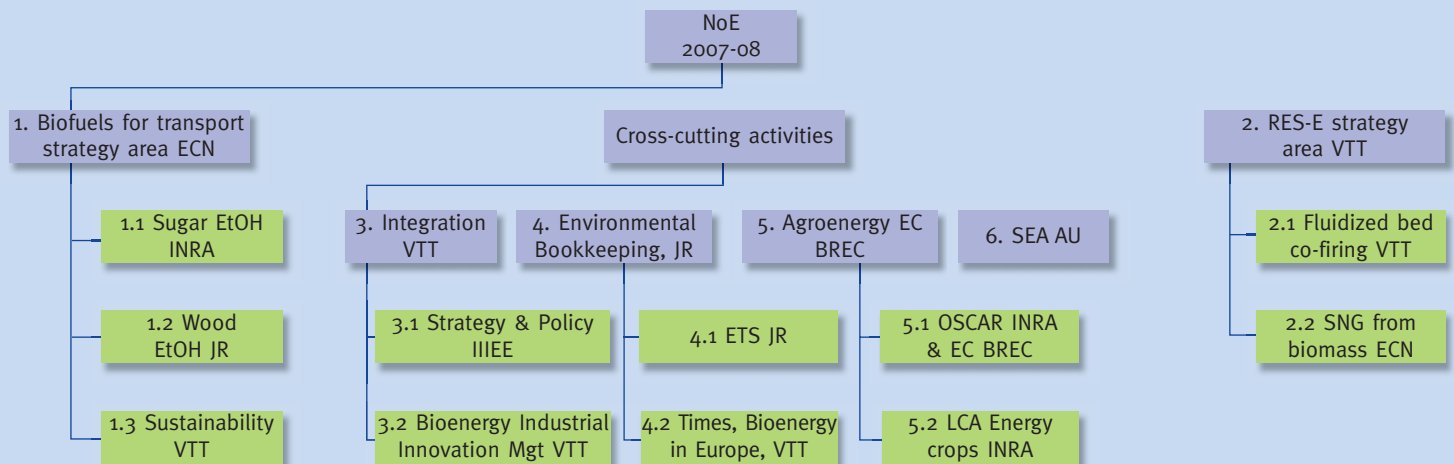 NoE
2007-08
1. Biofuels for transport
strategy area ECN
Cross-cutting activities
2. RES-E strategy
area VTT
1.1 Sugar EtOH
INRA
3. Integration
VTT
4. Environmental
Bookkeeping, JR
5. Agroenergy EC
BREC
6. SEA AU
2.1 Fluidized bed
co-firing VTT
1.2 Wood
EtOH JR
3.1 Strategy & Policy
IIIEE
4.1 ETS JR
5.1 OSCAR INRA
& EC BREC
2.2 SNG from
biomass ECN
1.3 Sustainability
VTT
3.2 Bioenergy Industrial
Innovation Mgt VTT
4.2 Times, Bioenergy
in Europe, VTT
5.2 LCA Energy
crops INRA